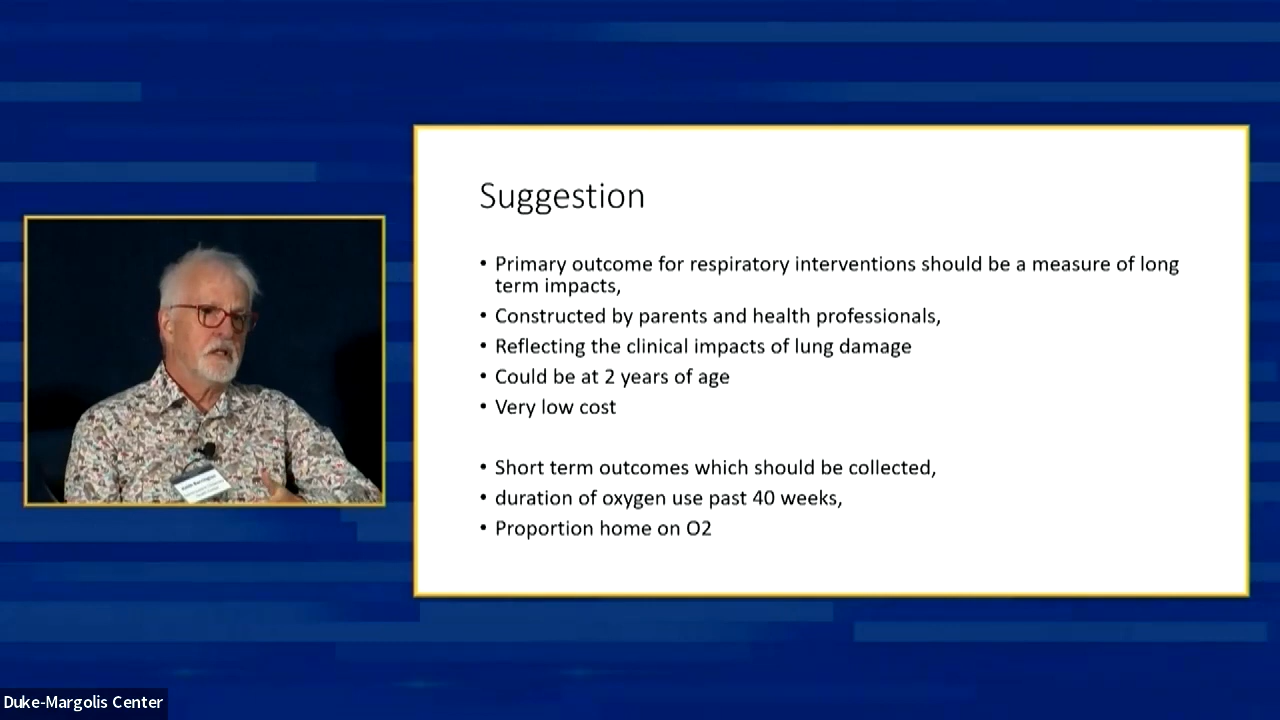 Suggestion
• Primary outcome for respiratory interventions should be a measure of long
term impacts,
• Constructed by parents and health professionals,
• Reflecting the clinical impacts of lung damage
• Could be at 2 years of age
• Very low cost
• Short term outcomes which should be collected,
• duration of oxygen use past 40 weeks,
• Proportion home on O2
Keith Barrington
Duke-Margolis Center